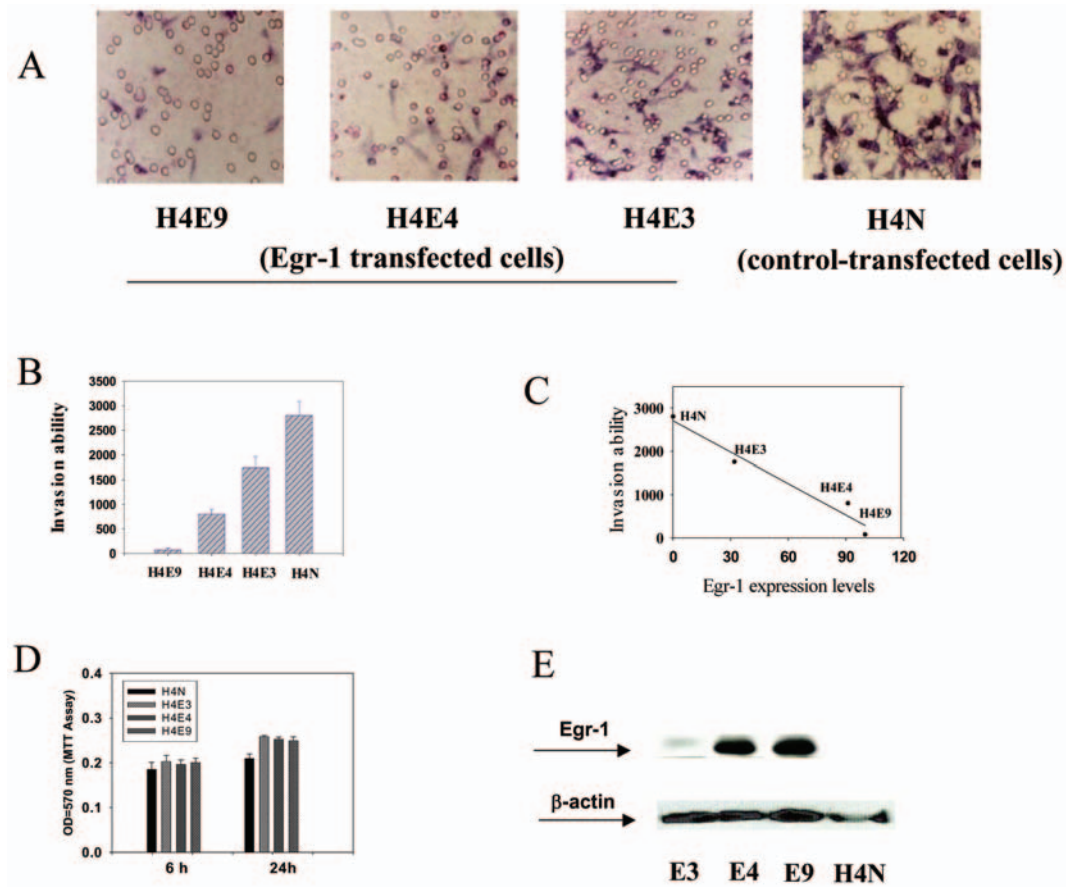 A
H4E9
H4E4
H4E3
H4N
(Egr-1 transfected cells)
(control-transfected cells)
B
Invasion ability
3500
3000
2500
2000
1500
1000
500
0
H4E9
H4E4
H4E3
H4N
C
Invasion ability
3000
2000
1000
0
H4N
H4E3
H4E4
H4E9
0
30
60
90
120
Egr-1 expression levels
D
OD=570 nm (MTT Assay)
0.4
0.3
0.2
0.1
0.0
H4N
H4E3
H4E4
H4E9
6 h
24h
E
Egr-1
β-actin
E3
E4
E9
H4N